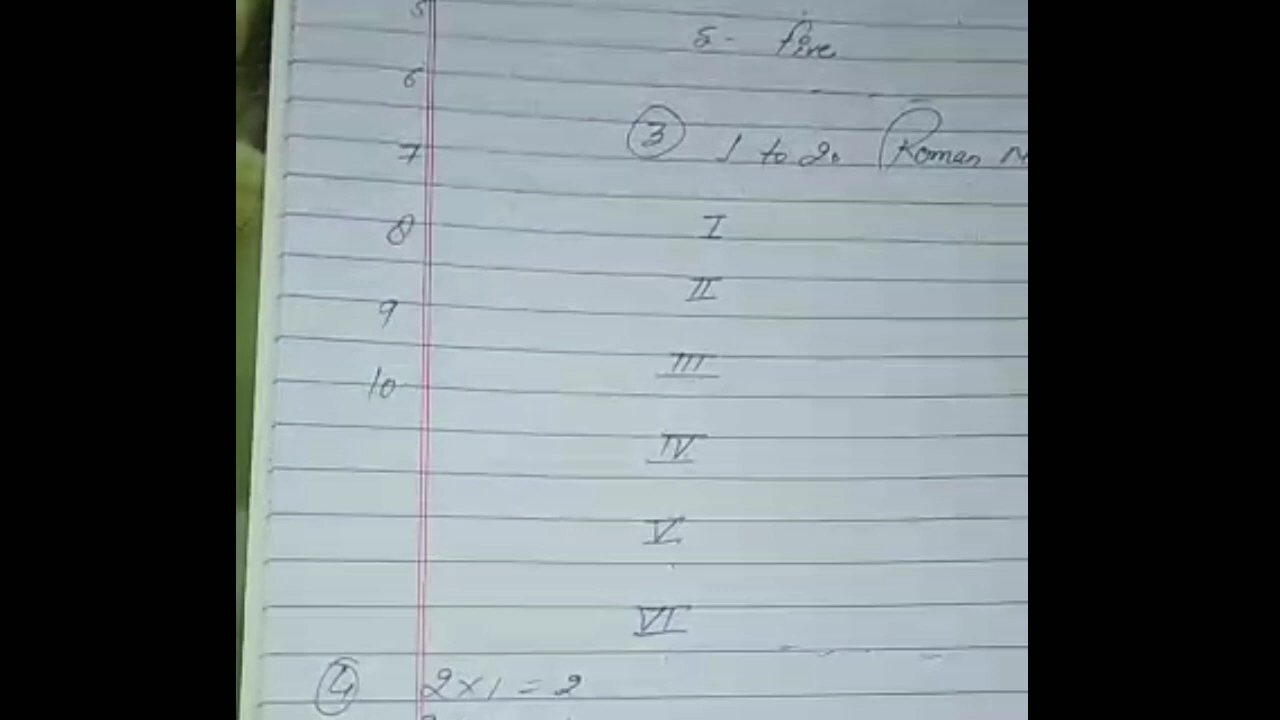 5
5- five
6
③ 1 to 20 (Roman N
7
I
8
II
9
III
10
IV
V
VI
④ 2×1 = 2